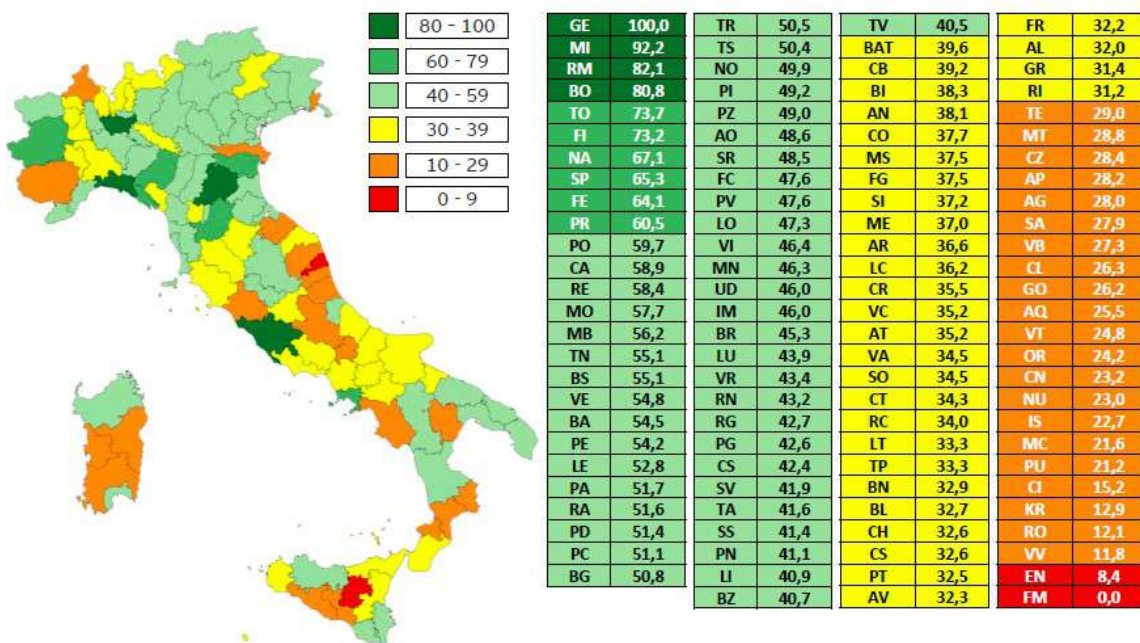 80 - 100
60 - 79
40 - 59
30 - 39
10 - 29
0 - 9
GE 100,0
MI 92,2
RM 82,1
BO 80,8
TO 73,7
FI 73,2
NA 67,1
SP 65,3
FE 64,1
PR 60,5
PO 59,7
CA 58,9
RE 58,4
MO 57,7
MB 56,2
TN 55,1
BS 55,1
VE 54,8
BA 54,5
PE 54,2
LE 52,8
PA 51,7
RA 51,6
PD 51,4
PC 51,1
BG 50,8
TR 50,5
TS 50,4
NO 49,9
PI 49,2
PZ 49,0
AO 48,6
SR 48,5
FC 47,6
PV 47,6
LO 47,3
VI 46,4
MN 46,3
UD 46,0
IM 46,0
BR 45,3
LU 43,9
VR 43,4
RN 43,2
RG 42,7
PG 42,6
CS 42,4
SV 41,9
TA 41,6
SS 41,4
PN 41,1
LI 40,9
BZ 40,7
TV 40,5
BAT 39,6
CB 39,2
BI 38,3
AN 38,1
CO 37,7
MS 37,5
FG 37,5
SI 37,2
ME 37,0
AR 36,6
LC 36,2
CR 35,5
VC 35,2
AT 35,2
VA 34,5
SO 34,5
CT 34,3
RC 34,0
LT 33,3
TP 33,3
BN 32,9
BL 32,7
CH 32,6
CS 32,6
PT 32,5
AV 32,3
FR 32,2
AL 32,0
GR 31,4
RI 31,2
TE 29,0
MT 28,8
CZ 28,4
AP 28,2
AG 28,0
SA 27,9
VB 27,3
CL 26,3
GO 26,2
AQ 25,5
VT 24,8
OR 24,2
CN 23,2
NU 23,0
IS 22,7
MC 21,6
PU 21,2
CI 15,2
KR 12,9
RO 12,1
VV 11,8
EN 8,4
FM 0,0